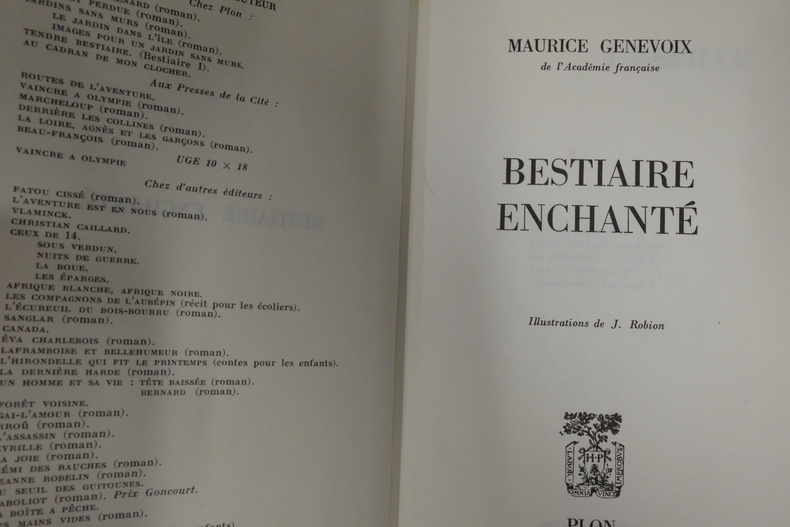 Chez Plon :
PERDUE (roman).
JARDINS SANS MURS (roman).
LE JARDIN DANS L'ÎLE (roman).
IMAGES POUR UN JARDIN SANS MURS.
TENDRE BESTIAIRE. (Bestiaire I).
AU CADRAN DE MON CLOCHER.
Aux Presses de la Cité :
ROUTES DE L'AVENTURE.
VAINCRE A OLYMPIE (roman).
MARCHELOUP (roman).
DERRIÈRE LES COLLINES (roman).
LA LOIRE, AGNÈS ET LES GARÇONS (roman).
BEAU-FRANÇOIS (roman).
UGE 10 × 18
VAINCRE A OLYMPIE
Chez d'autres éditeurs :
FATOU CISSÉ (roman).
L'AVENTURE EST EN NOUS (roman).
VLAMINCK.
CHRISTIAN CAILLARD.
CEUX DE 14.
SOUS VERDUN.
NUITS DE GUERRE.
LA BOUE.
LES ÉPARGES.
AFRIQUE BLANCHE, AFRIQUE NOIRE.
LES COMPAGNONS DE L'AUBÉPIN (récit pour les écoliers).
L'ÉCUREUIL DU BOIS-BOURRU (roman).
SANGLAR (roman).
CANADA.
ÉVA CHARLEBOIS (roman).
LAFRAMBOISE ET BELLEHUMEUR (roman).
L'HIRONDELLE QUI FIT LE PRINTEMPS (contes pour les enfants).
LA DERNIÈRE HARDE (roman).
UN HOMME ET SA VIE : TÊTE BAISSÉE (roman).
BERNARD (roman).
FORÊT VOISINE.
GAI-L'AMOUR (roman).
RROÛ (roman).
L'ASSASSIN (roman).
CYRILLE (roman).
LA JOIE (roman).
RÉMI DES RAUCHES (roman).
JEANNE ROBELIN (roman).
AU SEUIL DES GUITOUNES.
RABOLIOT (roman). Prix Goncourt.
LA BOÎTE A PÊCHE.
LES MAINS VIDES (roman).
MAURICE GENEVOIX
de l'Académie française
BESTIAIRE
ENCHANTÉ
Illustrations de J. Robion
LABOR
H-P
IMPROBUS
OMNIA VINCIT
PLON